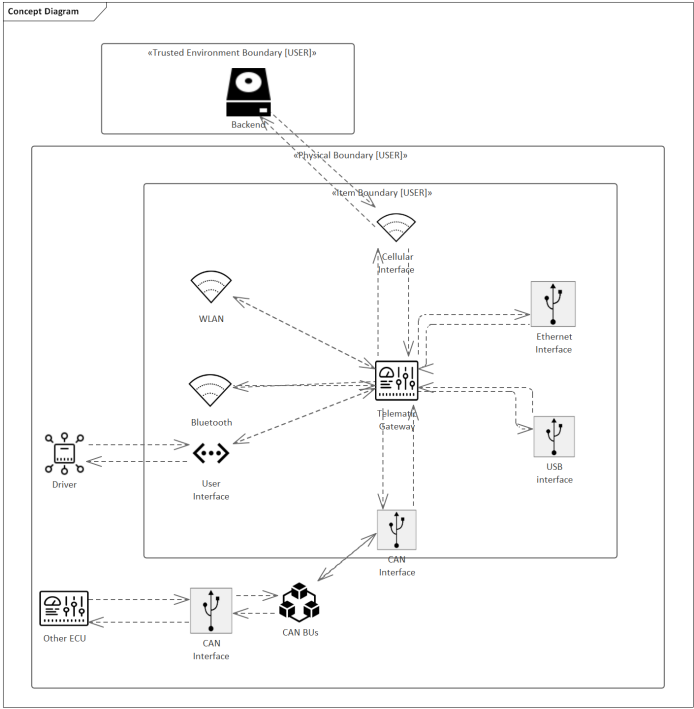 Concept Diagram
«Trusted Environment Boundary [USER]»
Backend
«Physical Boundary [USER]»
«Item Boundary [USER]»
Cellular
Interface
WLAN
Ethernet
Interface
Bluetooth
Telematic
Gateway
Driver
User
Interface
USB
interface
CAN
Interface
Other ECU
CAN
Interface
CAN BUs